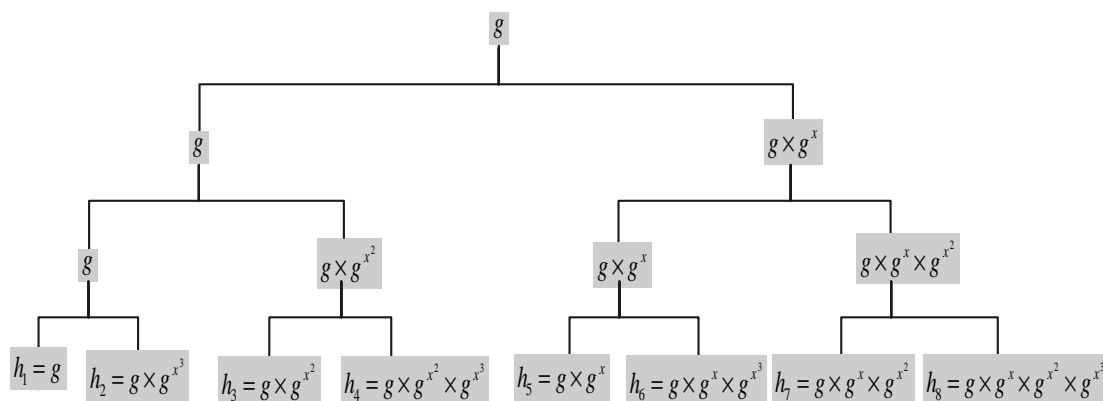 g
g
g × g^x
g
g × g^{x^2}
g × g^x
g × g^x × g^{x^2}
h_1 = g
h_2 = g × g^{x^3}
h_3 = g × g^{x^2}
h_4 = g × g^{x^2} × g^{x^3}
h_5 = g × g^x
h_6 = g × g^x × g^{x^3}
h_7 = g × g^x × g^{x^2}
h_8 = g × g^x × g^{x^2} × g^{x^3}